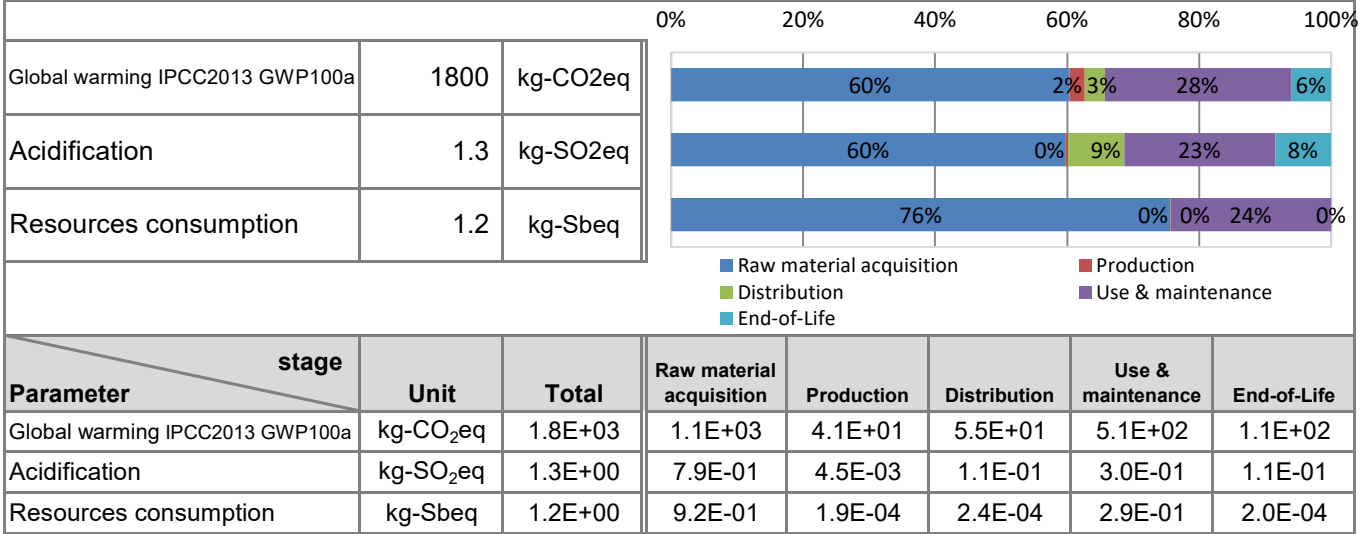 0% 20% 40% 60% 80% 100%
Global warming IPCC2013 GWP100a 1800 kg-CO2eq 60% 2% 3% 28% 6%
Acidification 1.3 kg-SO2eq 60% 0% 9% 23% 8%
Resources consumption 1.2 kg-Sbeq 76% 0% 0% 24% 0%
Raw material acquisition Production
Distribution Use & maintenance
End-of-Life
stage
Parameter Unit Total Raw material acquisition Production Distribution Use & maintenance End-of-Life
Global warming IPCC2013 GWP100a kg-CO₂eq 1.8E+03 1.1E+03 4.1E+01 5.5E+01 5.1E+02 1.1E+02
Acidification kg-SO₂eq 1.3E+00 7.9E-01 4.5E-03 1.1E-01 3.0E-01 1.1E-01
Resources consumption kg-Sbeq 1.2E+00 9.2E-01 1.9E-04 2.4E-04 2.9E-01 2.0E-04